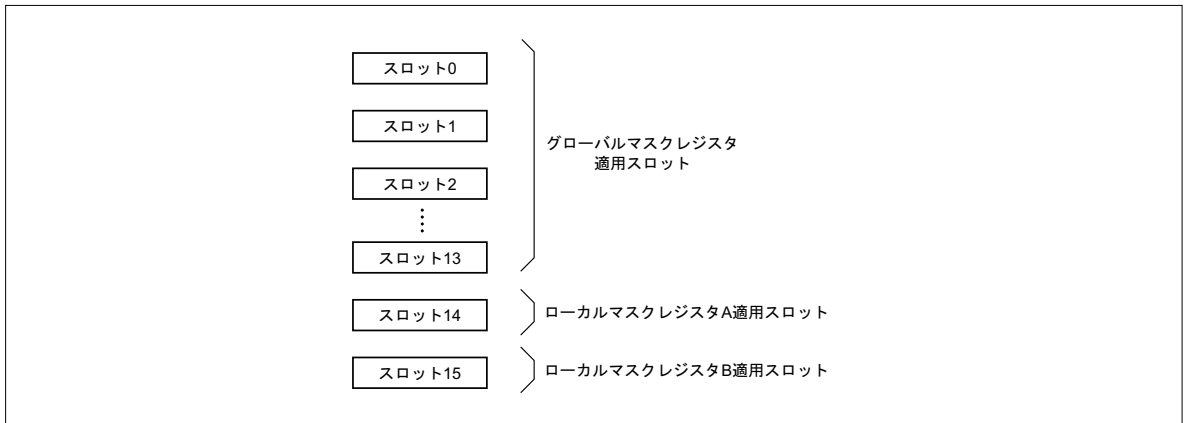 スロット0
スロット1
グローバルマスクレジスタ
適用スロット
スロット2
スロット13
スロット14
ローカルマスクレジスタA適用スロット
スロット15
ローカルマスクレジスタB適用スロット